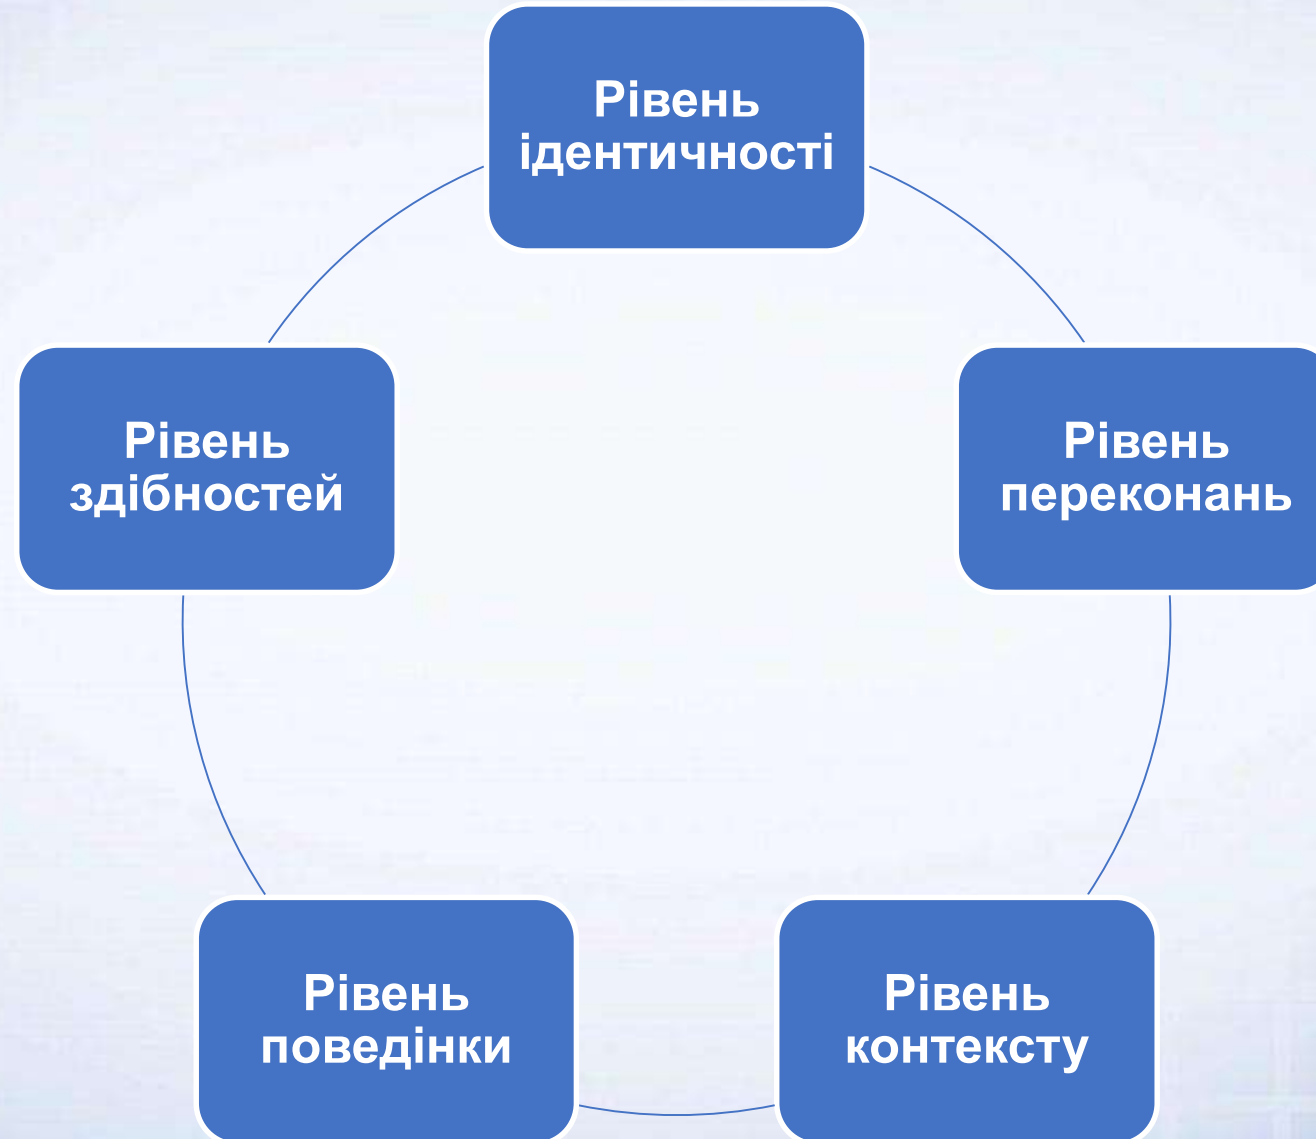 Рівень
ідентичності
Рівень
здібностей
Рівень
переконань
Рівень
поведінки
Рівень
контексту